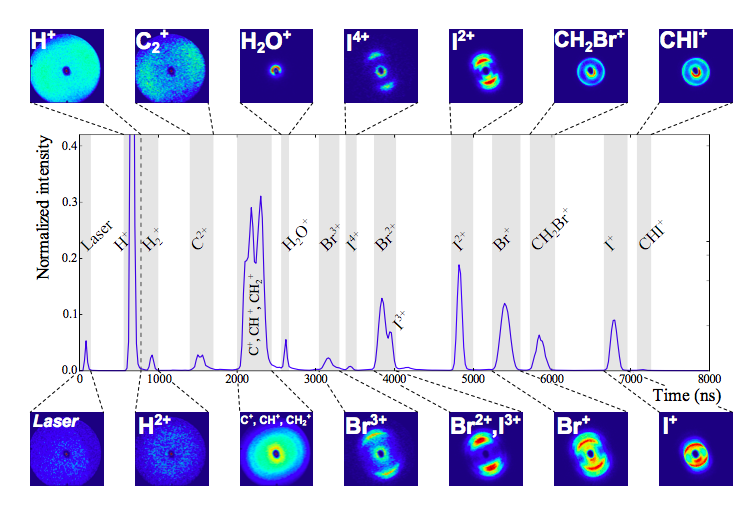 H+
C₂+
H₂O+
I⁴⁺
I²⁺
CH₂Br+
CHI+
Normalized intensity
0.4
0.3
0.2
0.1
0.0
Laser
H⁺
H₂⁺
C²⁺
C⁺, CH⁺, CH₂⁺
H₂O⁺
Br³⁺
I⁴⁺
Br²⁺
I³⁺
I²⁺
Br⁺
CH₂Br⁺
I⁺
CHI⁺
0 1000 2000 3000 4000 5000 6000 7000 8000
Time (ns)
Laser
H²⁺
C⁺, CH⁺, CH₂⁺
Br³⁺
Br²⁺,I³⁺
Br⁺
I⁺